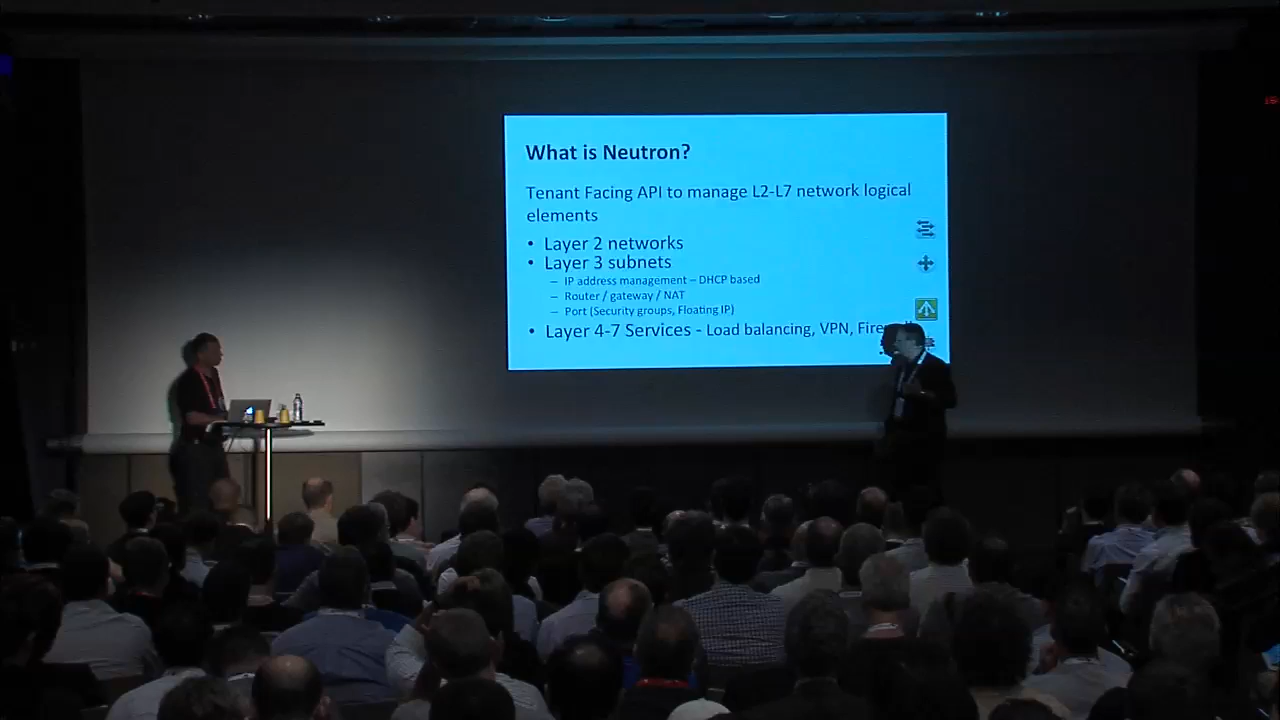 What is Neutron?
Tenant Facing API to manage L2-L7 network logical
elements
• Layer 2 networks
• Layer 3 subnets
– IP address management – DHCP based
– Router / gateway / NAT
– Port (Security groups, Floating IP)
• Layer 4-7 Services - Load balancing, VPN,